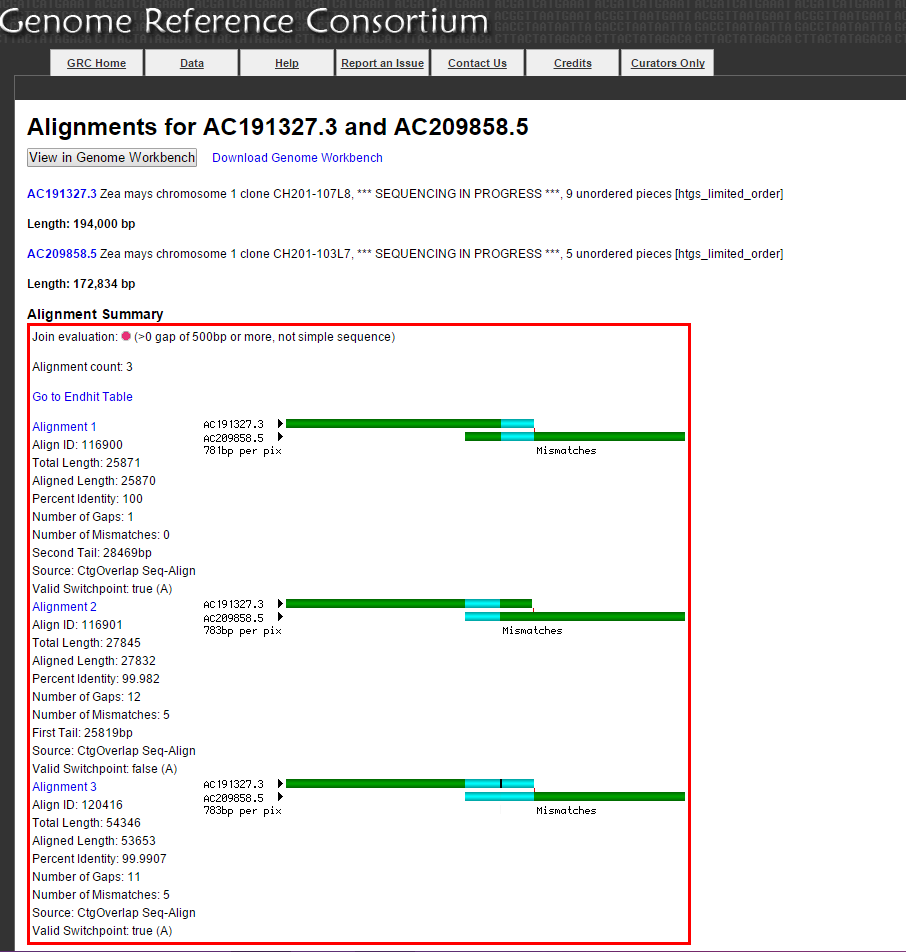 Genome Reference Consortium
GRC Home Data Help Report an Issue Contact Us Credits Curators Only
Alignments for AC191327.3 and AC209858.5
View in Genome Workbench Download Genome Workbench
AC191327.3 Zea mays chromosome 1 clone CH201-107L8, *** SEQUENCING IN PROGRESS ***, 9 unordered pieces [htgs_limited_order]
Length: 194,000 bp
AC209858.5 Zea mays chromosome 1 clone CH201-103L7, *** SEQUENCING IN PROGRESS ***, 5 unordered pieces [htgs_limited_order]
Length: 172,834 bp
Alignment Summary
Join evaluation: (>0 gap of 500bp or more, not simple sequence)
Alignment count: 3
Go to Endhit Table
Alignment 1
Align ID: 116900
Total Length: 25871
Aligned Length: 25870
Percent Identity: 100
Number of Gaps: 1
Number of Mismatches: 0
Second Tail: 28469bp
Source: CtgOverlap Seq-Align
Valid Switchpoint: true (A)
AC191327.3
AC209858.5
781bp per pix Mismatches
Alignment 2
Align ID: 116901
Total Length: 27845
Aligned Length: 27832
Percent Identity: 99.982
Number of Gaps: 12
Number of Mismatches: 5
First Tail: 25819bp
Source: CtgOverlap Seq-Align
Valid Switchpoint: false (A)
AC191327.3
AC209858.5
783bp per pix Mismatches
Alignment 3
Align ID: 120416
Total Length: 54346
Aligned Length: 53653
Percent Identity: 99.9907
Number of Gaps: 11
Number of Mismatches: 5
Source: CtgOverlap Seq-Align
Valid Switchpoint: true (A)
AC191327.3
AC209858.5
783bp per pix Mismatches